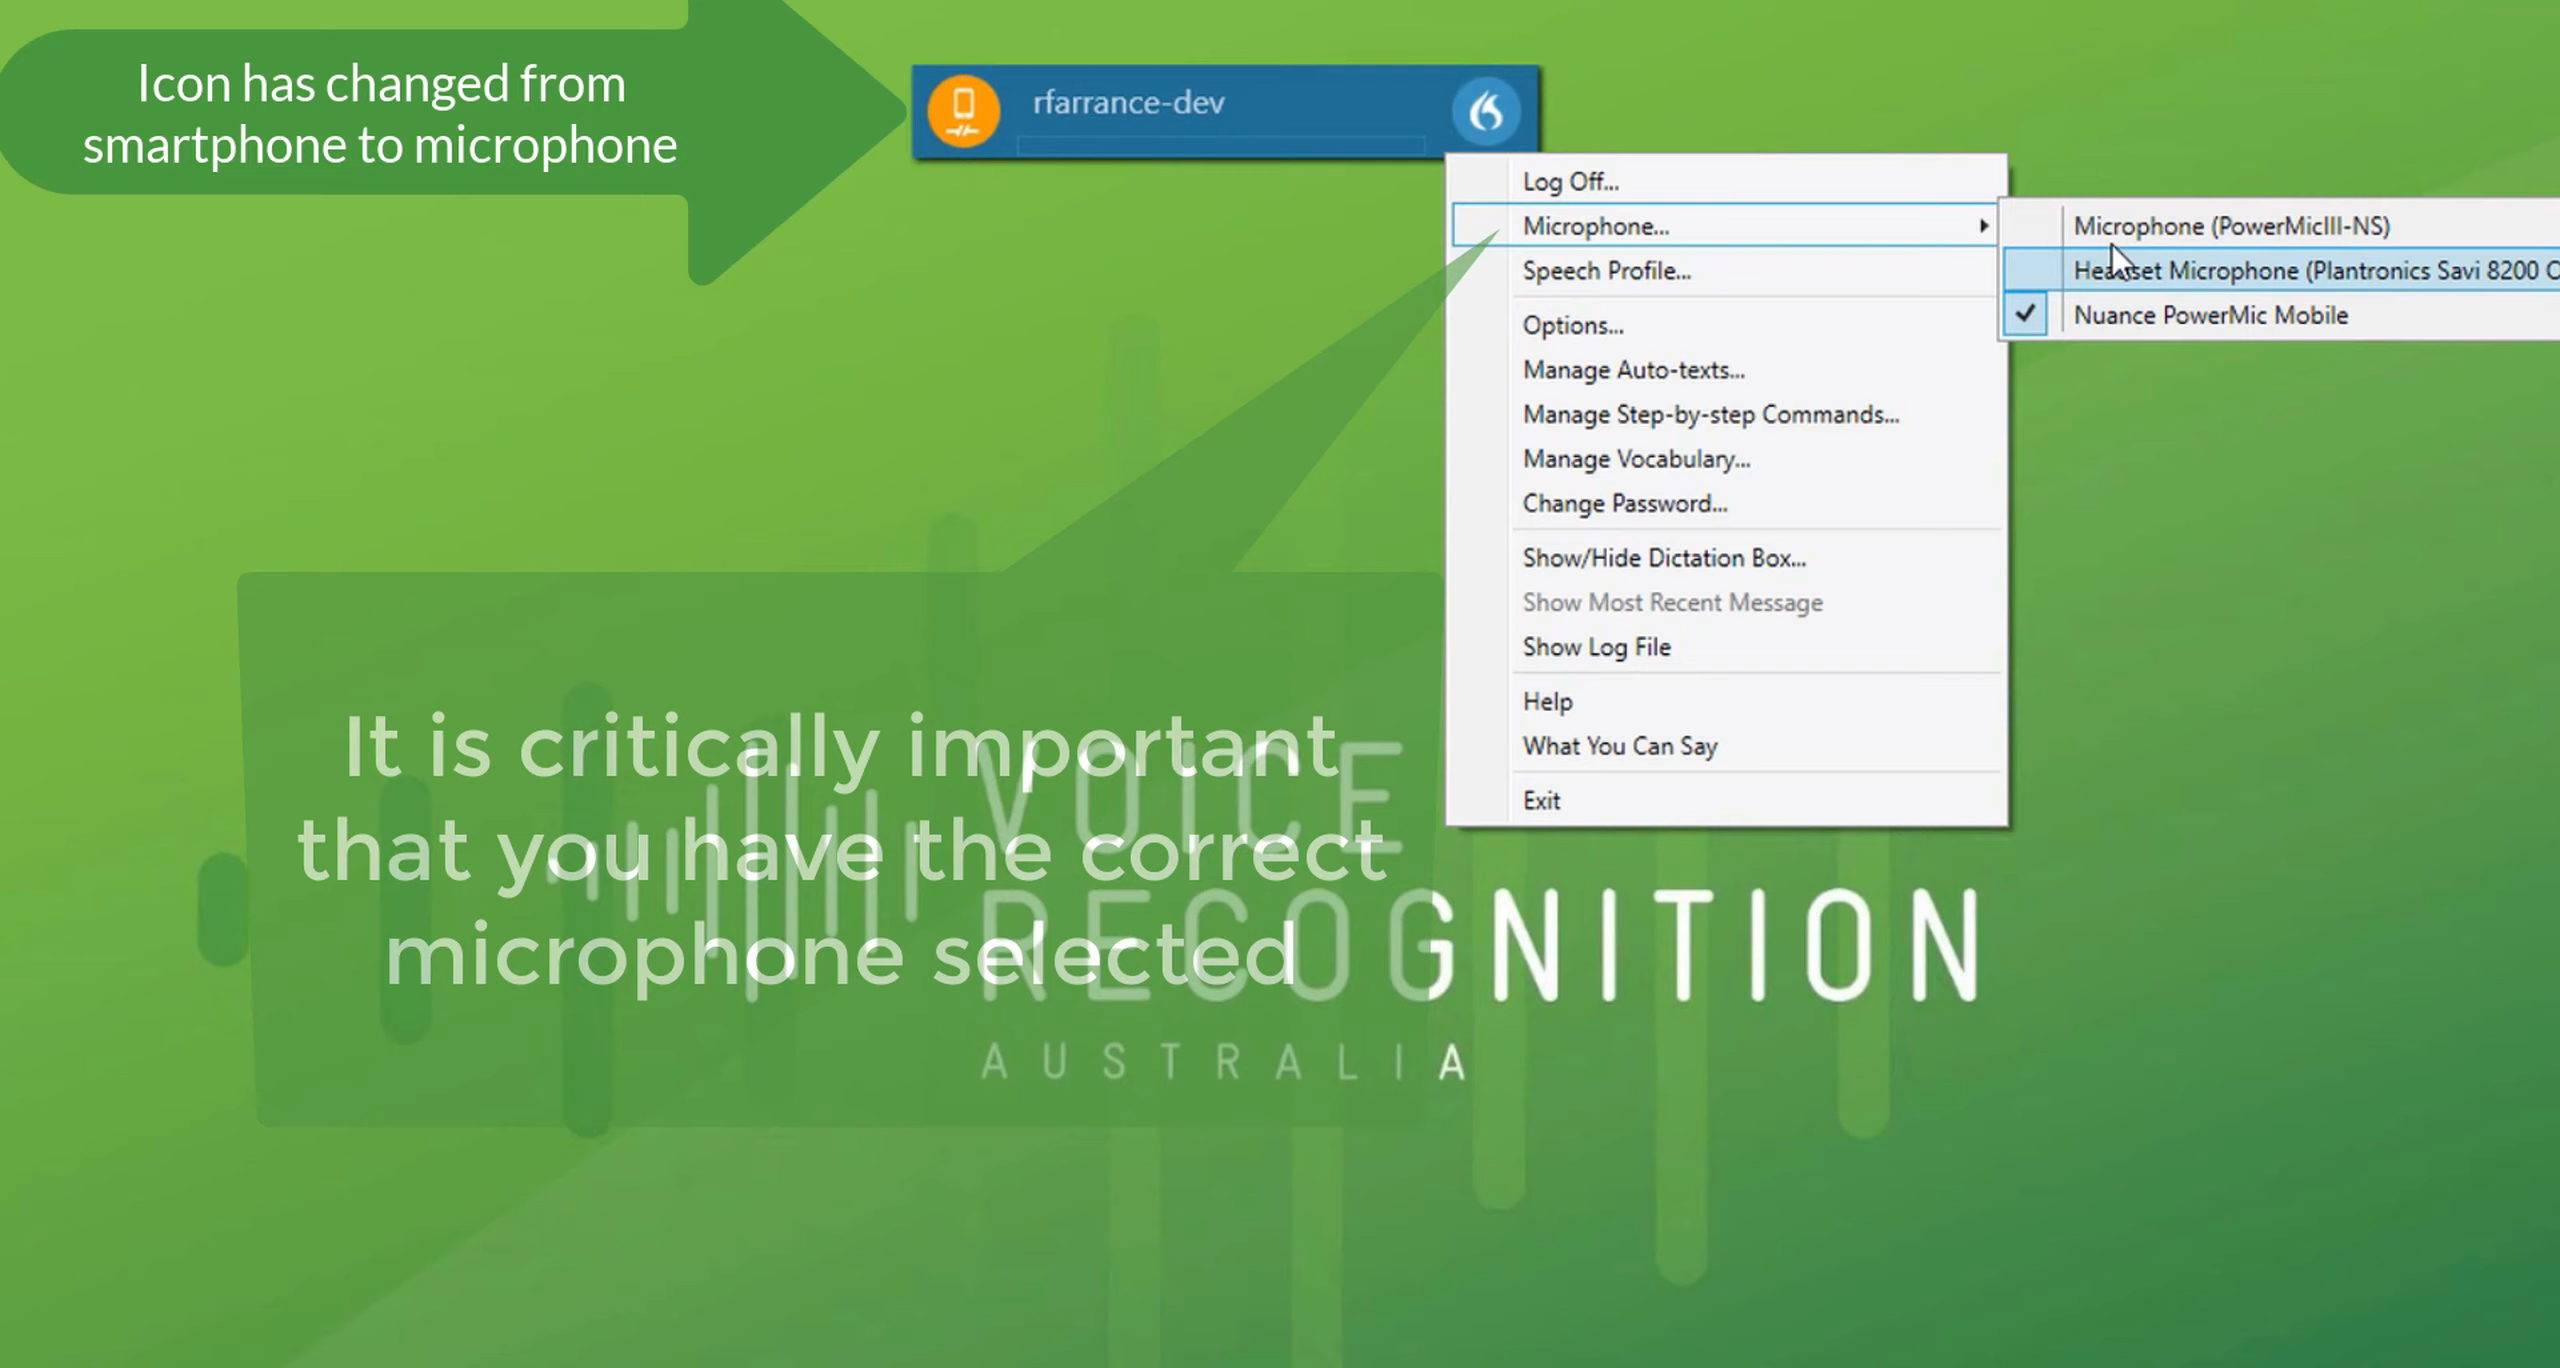 Icon has changed from
smartphone to microphone
rfarrance-dev
Log Off...
Microphone...
Speech Profile...
Options...
Manage Auto-texts...
Manage Step-by-step Commands...
Manage Vocabulary...
Change Password...
Show/Hide Dictation Box...
Show Most Recent Message
Show Log File
Help
What You Can Say
Exit
Microphone (PowerMicIII-NS)
Headset Microphone (Plantronics Savi 8200 O
Nuance PowerMic Mobile
It is critically important
that you have the correct
microphone selected
VOICE
RECOGNITION
AUSTRALIA